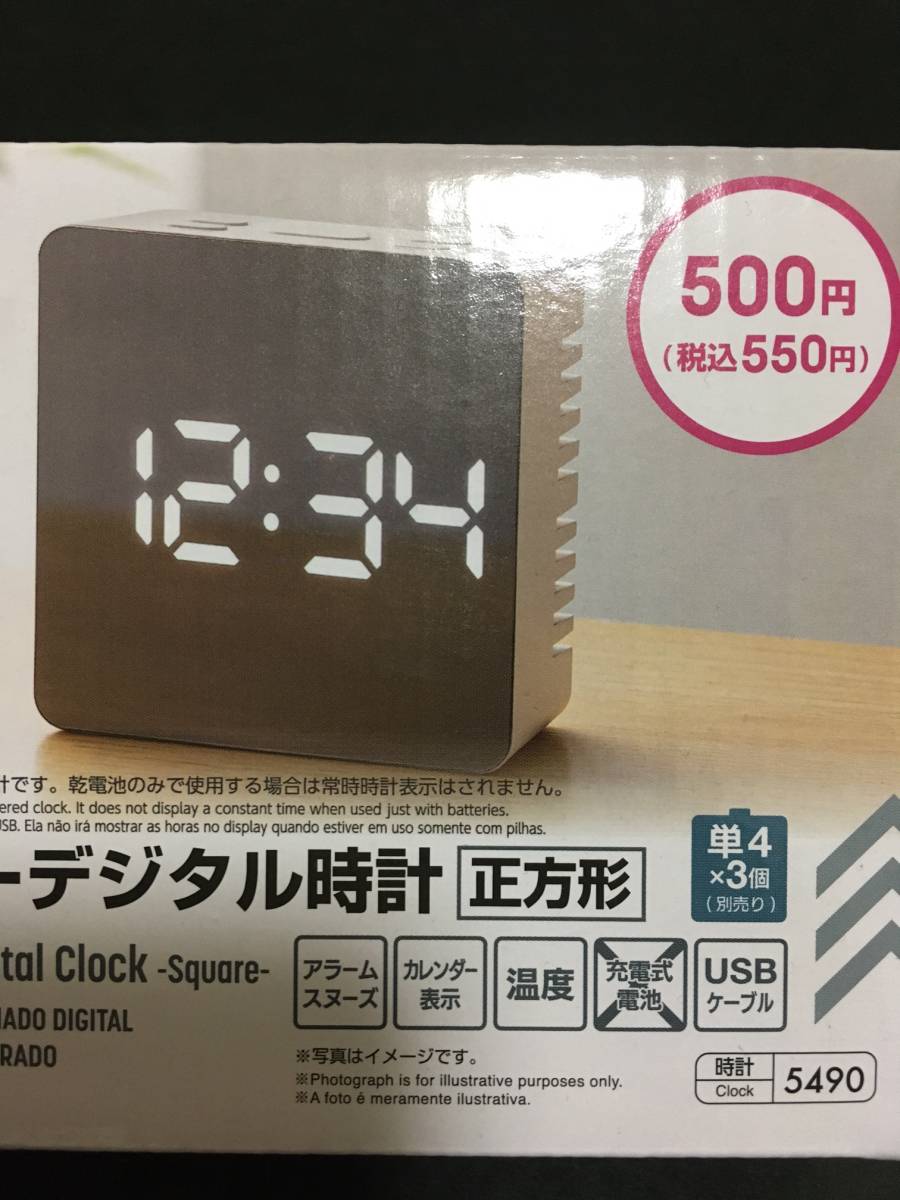 500円
(税込550円)
12:34
計です。乾電池のみで使用する場合は常時時計表示はされません。
ered clock. It does not display a constant time when used just with batteries.
USB. Ela não irá mostrar as horas no display quando estiver em uso somente com pilhas.
ーデジタル時計 正方形
単4
×3個
(別売り)
tal Clock -Square-
ADO DIGITAL
RADO
アラーム
スヌーズ
カレンダー
表示
温度
充電式
電池
USB
ケーブル
※写真はイメージです。
※Photograph is for illustrative purposes only.
※A foto é meramente ilustrativa.
時計
Clock
5490